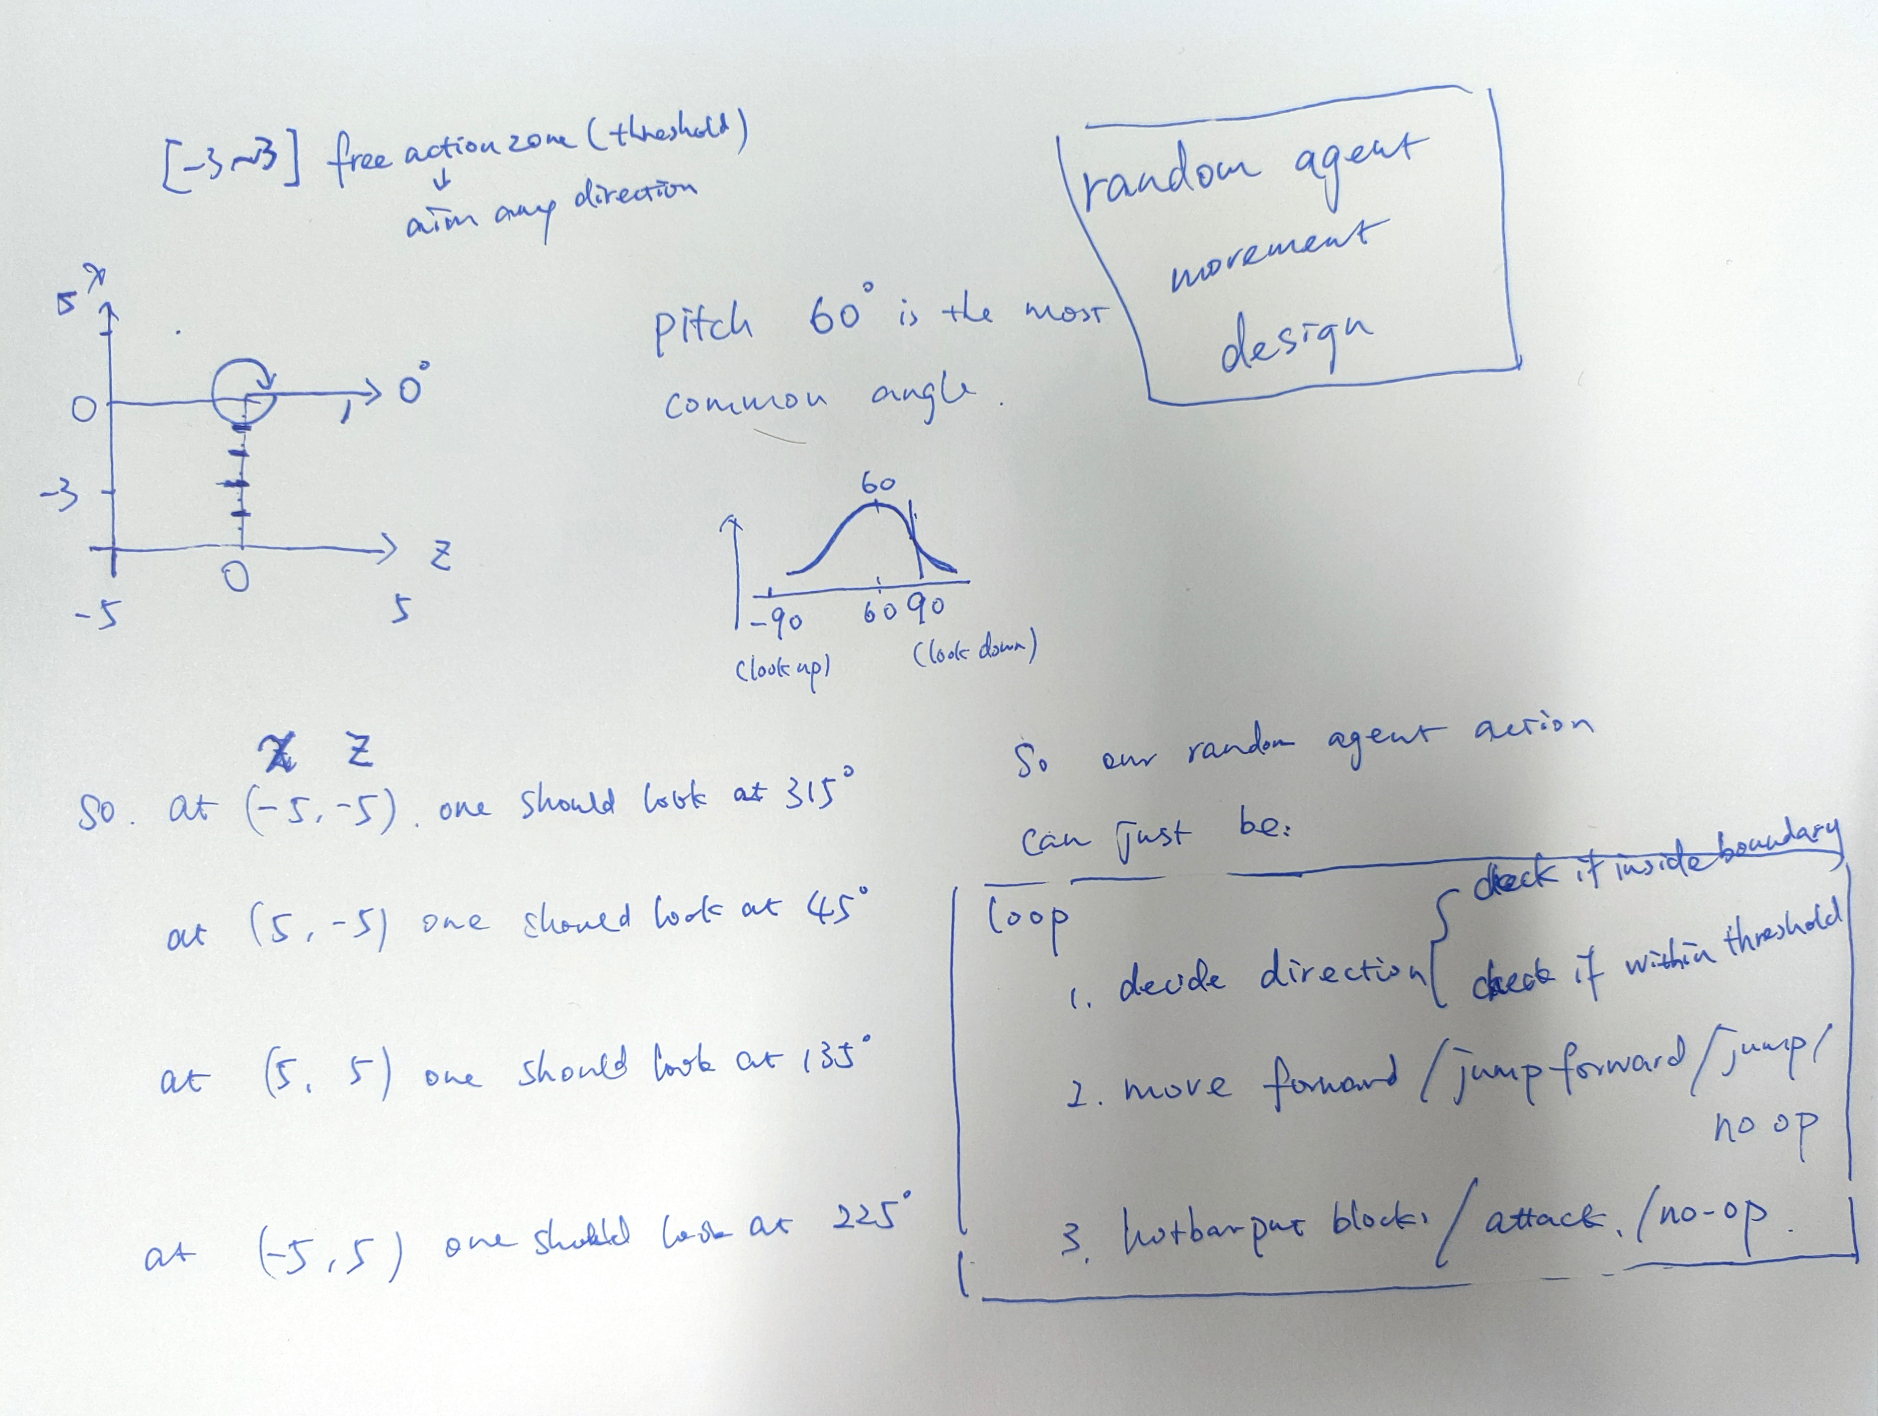 [-3~3] free action zone (threshold)
↓
aim any direction
random agent
movement
design
5 x
0
0°
-3
z
0
-5
5
pitch 60° is the most
common angle.
60
-90
60 90
(look up)
(look down)
x z
So. at (-5, -5). one should look at 315°
at (5, -5) one should look at 45°
at (5, 5) one should look at 135°
at (-5, 5) one should look at 225°
So our random agent action
can just be:
loop
1. decide direction { check if inside boundary
check if within threshold
2. move forward / jump forward / jump /
no op
3. hotbar put blocks / attack. / no-op.